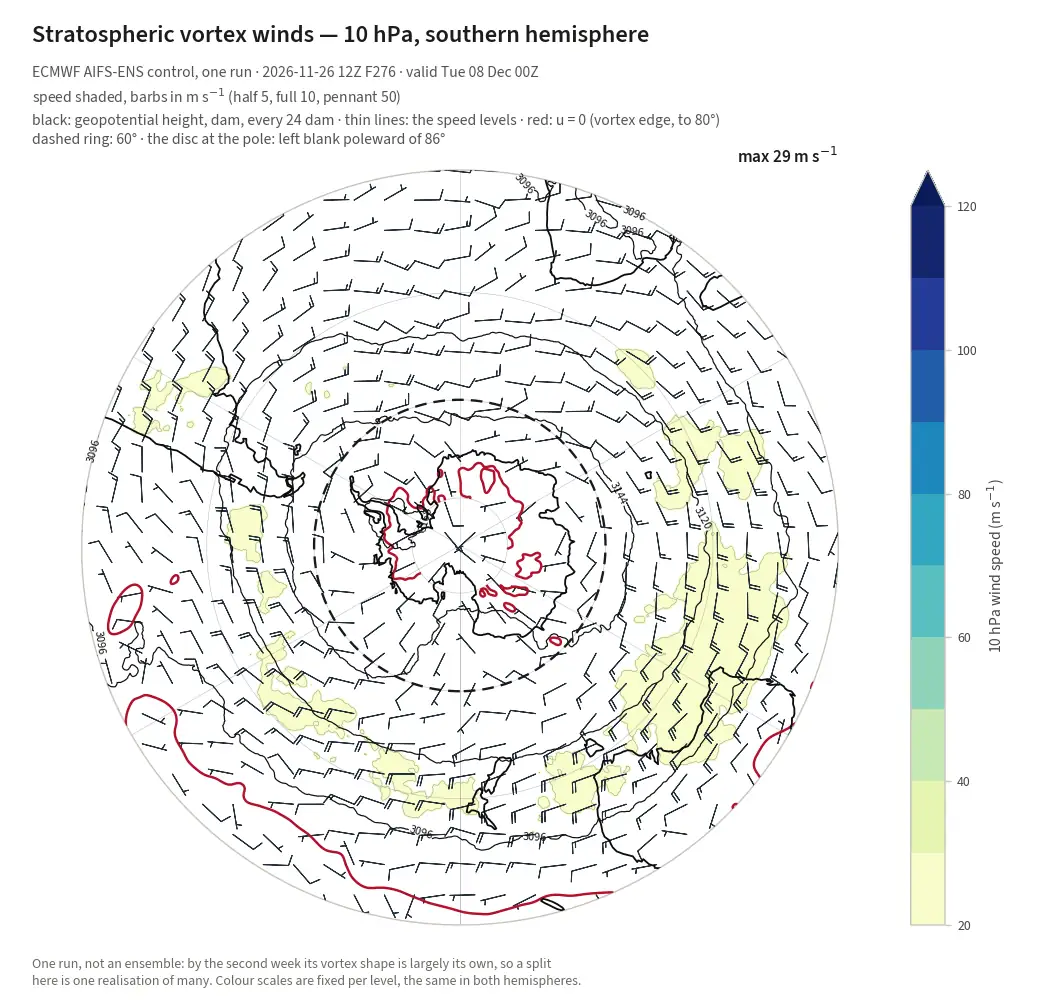 Stratospheric vortex winds — 10 hPa, southern hemisphere
ECMWF AIFS-ENS control, one run · 2026-11-26 12Z F276 · valid Tue 08 Dec 00Z
speed shaded, barbs in m s⁻¹ (half 5, full 10, pennant 50)
black: geopotential height, dam, every 24 dam · thin lines: the speed levels · red: u = 0 (vortex edge, to 80°)
dashed ring: 60° · the disc at the pole: left blank poleward of 86°
max 29 m s⁻¹
3096
3096
3096
3096
3096
3144
3120
3096
3096
3096
120
100
80
60
40
20
10 hPa wind speed (m s⁻¹)
One run, not an ensemble: by the second week its vortex shape is largely its own, so a split
here is one realisation of many. Colour scales are fixed per level, the same in both hemispheres.